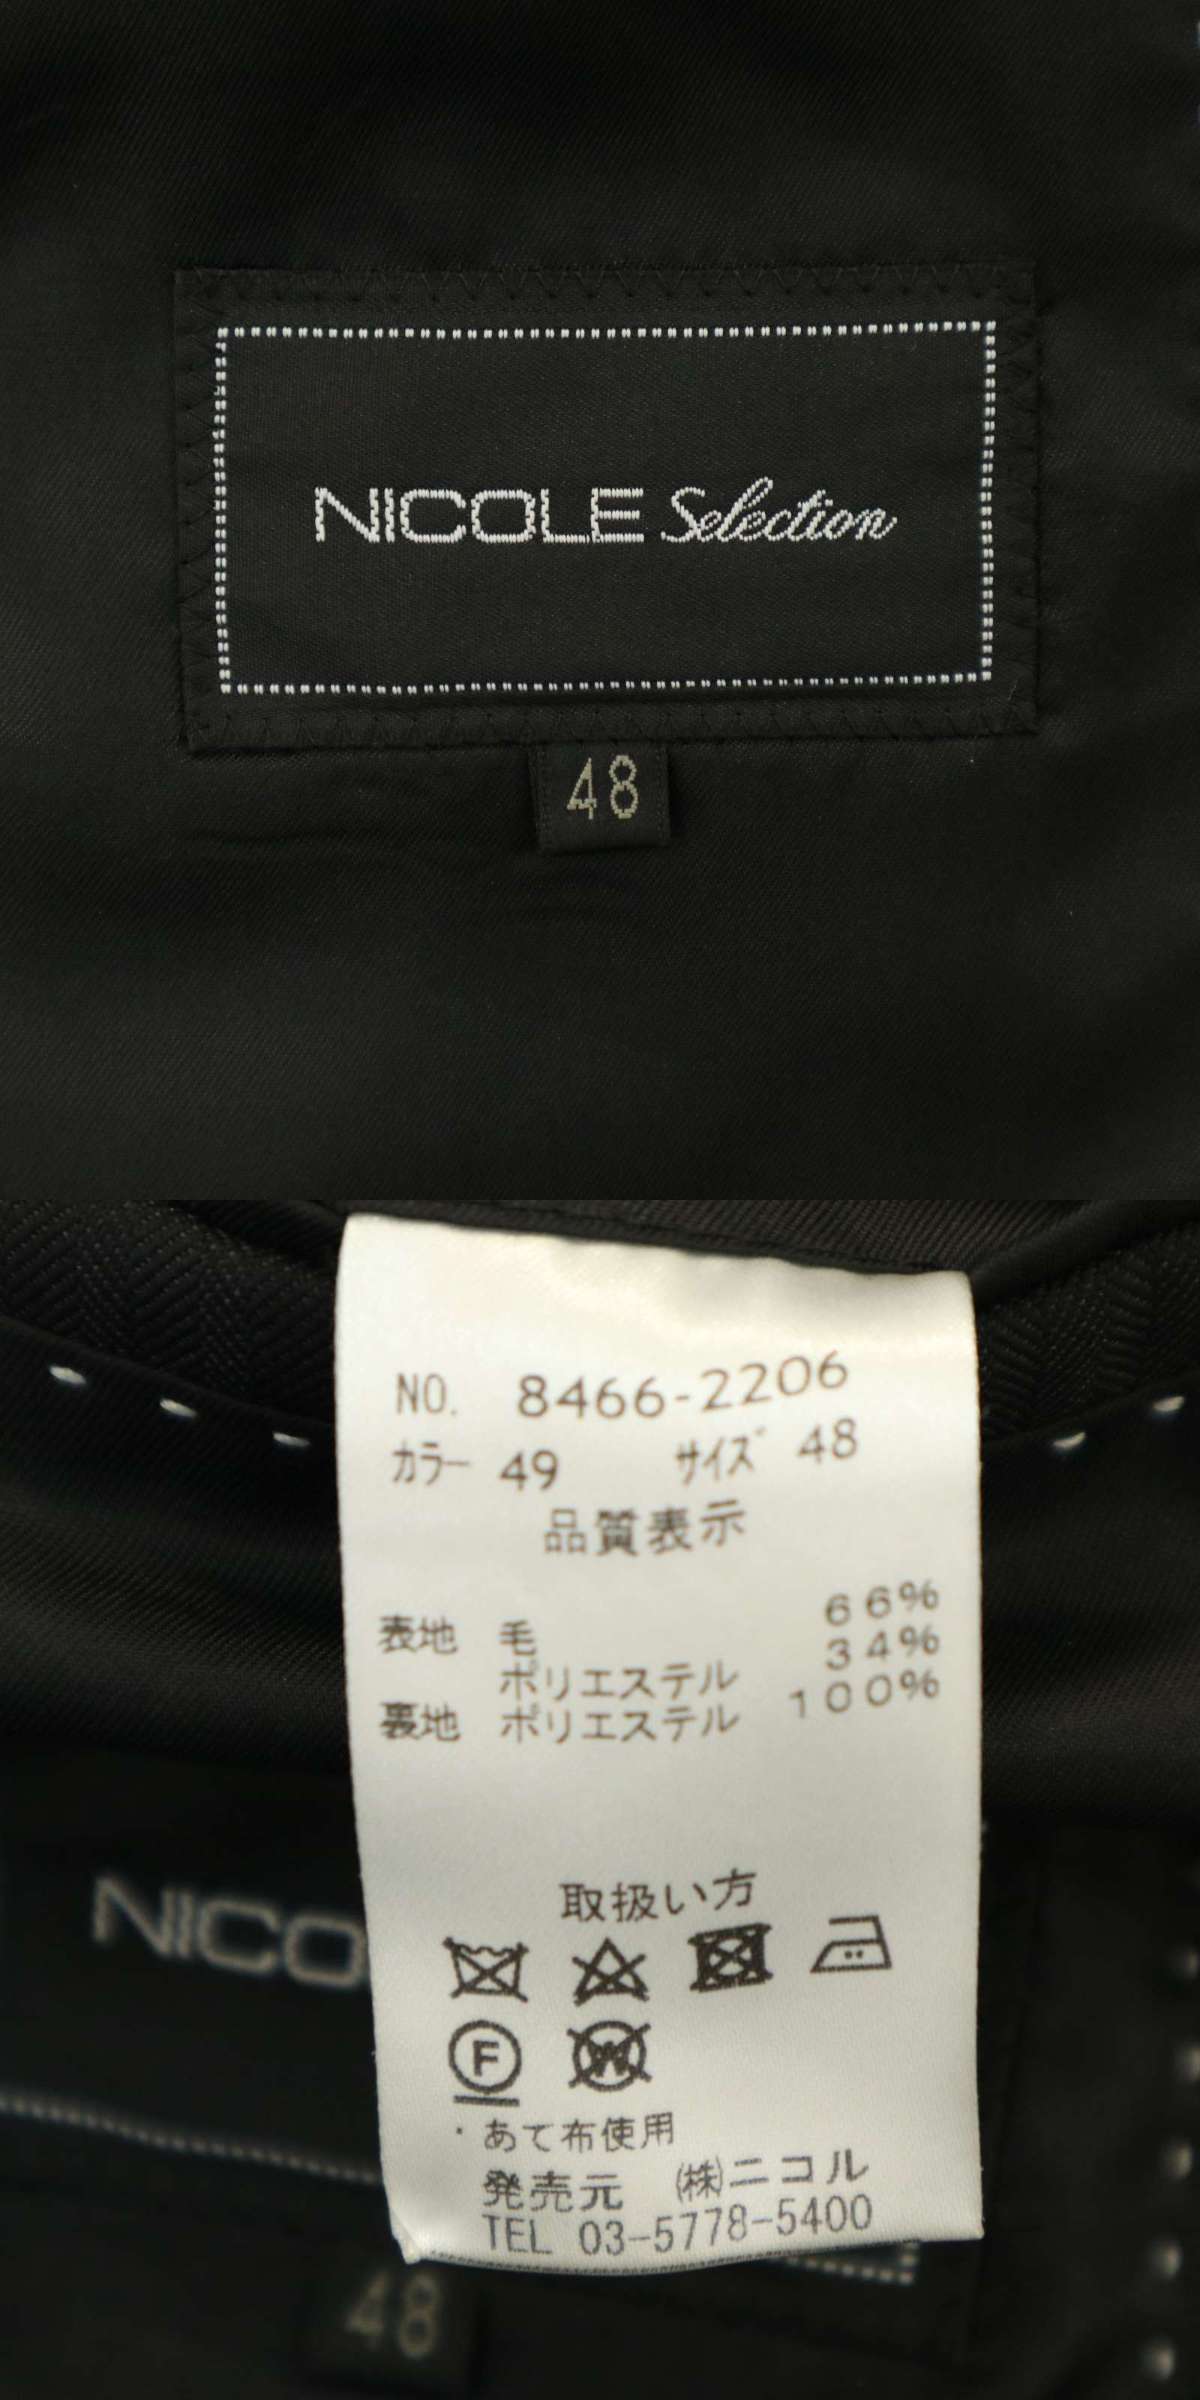 NICOLE Selection
48
NO. 8466-2206
カラー 49 サイズ 48
品質表示
表地 毛 66%
ポリエステル 34%
裏地 ポリエステル 100%
取扱い方
F W
・あて布使用
発売元 ㈱ニコル
TEL 03-5778-5400
NICO
48